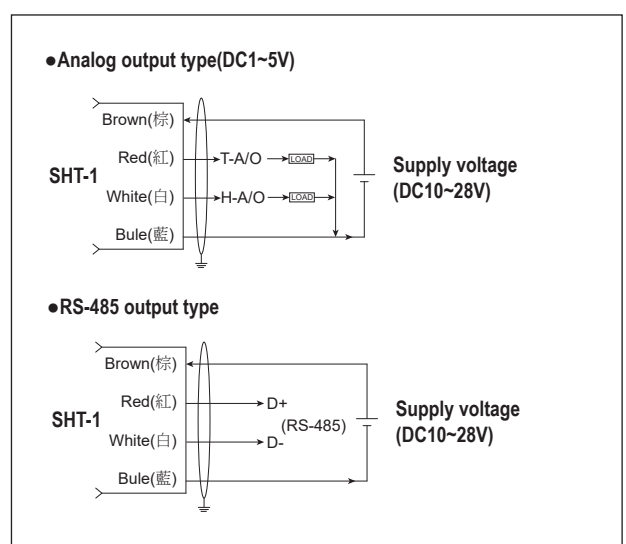 ●Analog output type(DC1~5V)
Brown(棕)
Red(紅)
T-A/O
LOAD
SHT-1
White(白)
H-A/O
LOAD
Bule(藍)
Supply voltage
(DC10~28V)
●RS-485 output type
Brown(棕)
Red(紅)
D+
SHT-1
(RS-485)
White(白)
D-
Bule(藍)
Supply voltage
(DC10~28V)